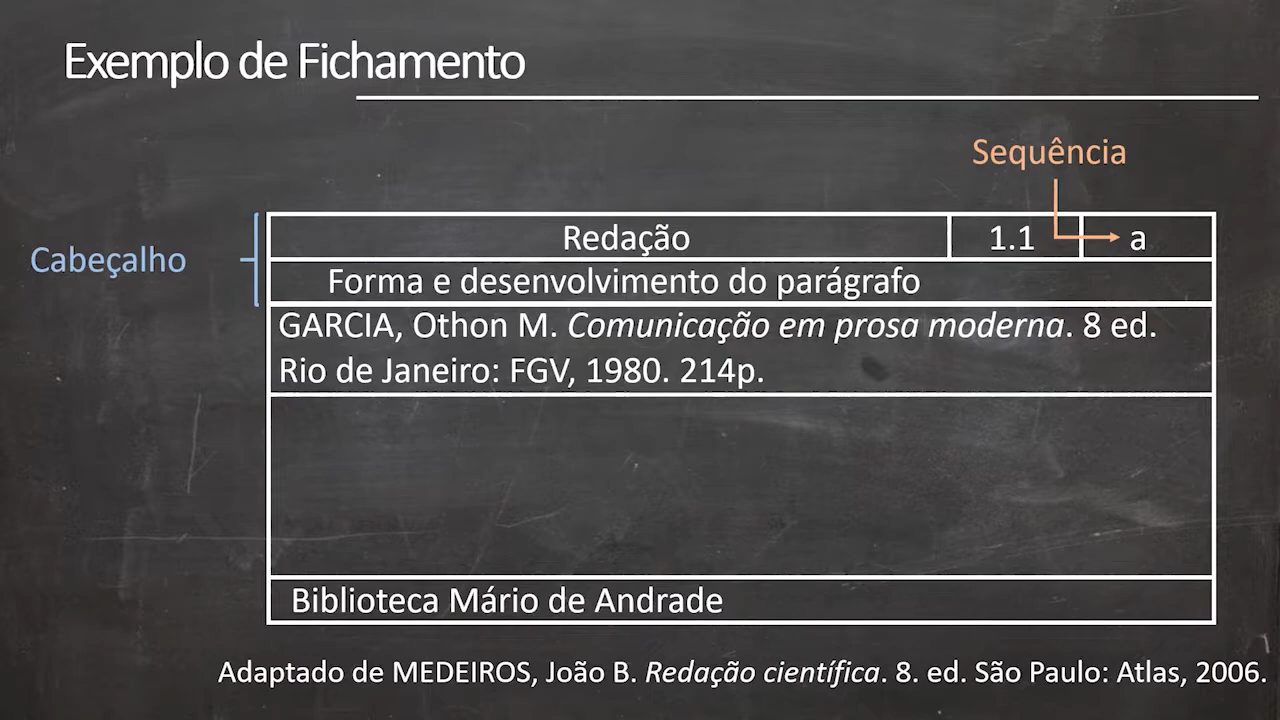 Exemplo de Fichamento
Sequência
Cabeçalho
Redação 1.1 a
Forma e desenvolvimento do parágrafo
GARCIA, Othon M. Comunicação em prosa moderna. 8 ed.
Rio de Janeiro: FGV, 1980. 214p.
Biblioteca Mário de Andrade
Adaptado de MEDEIROS, João B. Redação científica. 8. ed. São Paulo: Atlas, 2006.